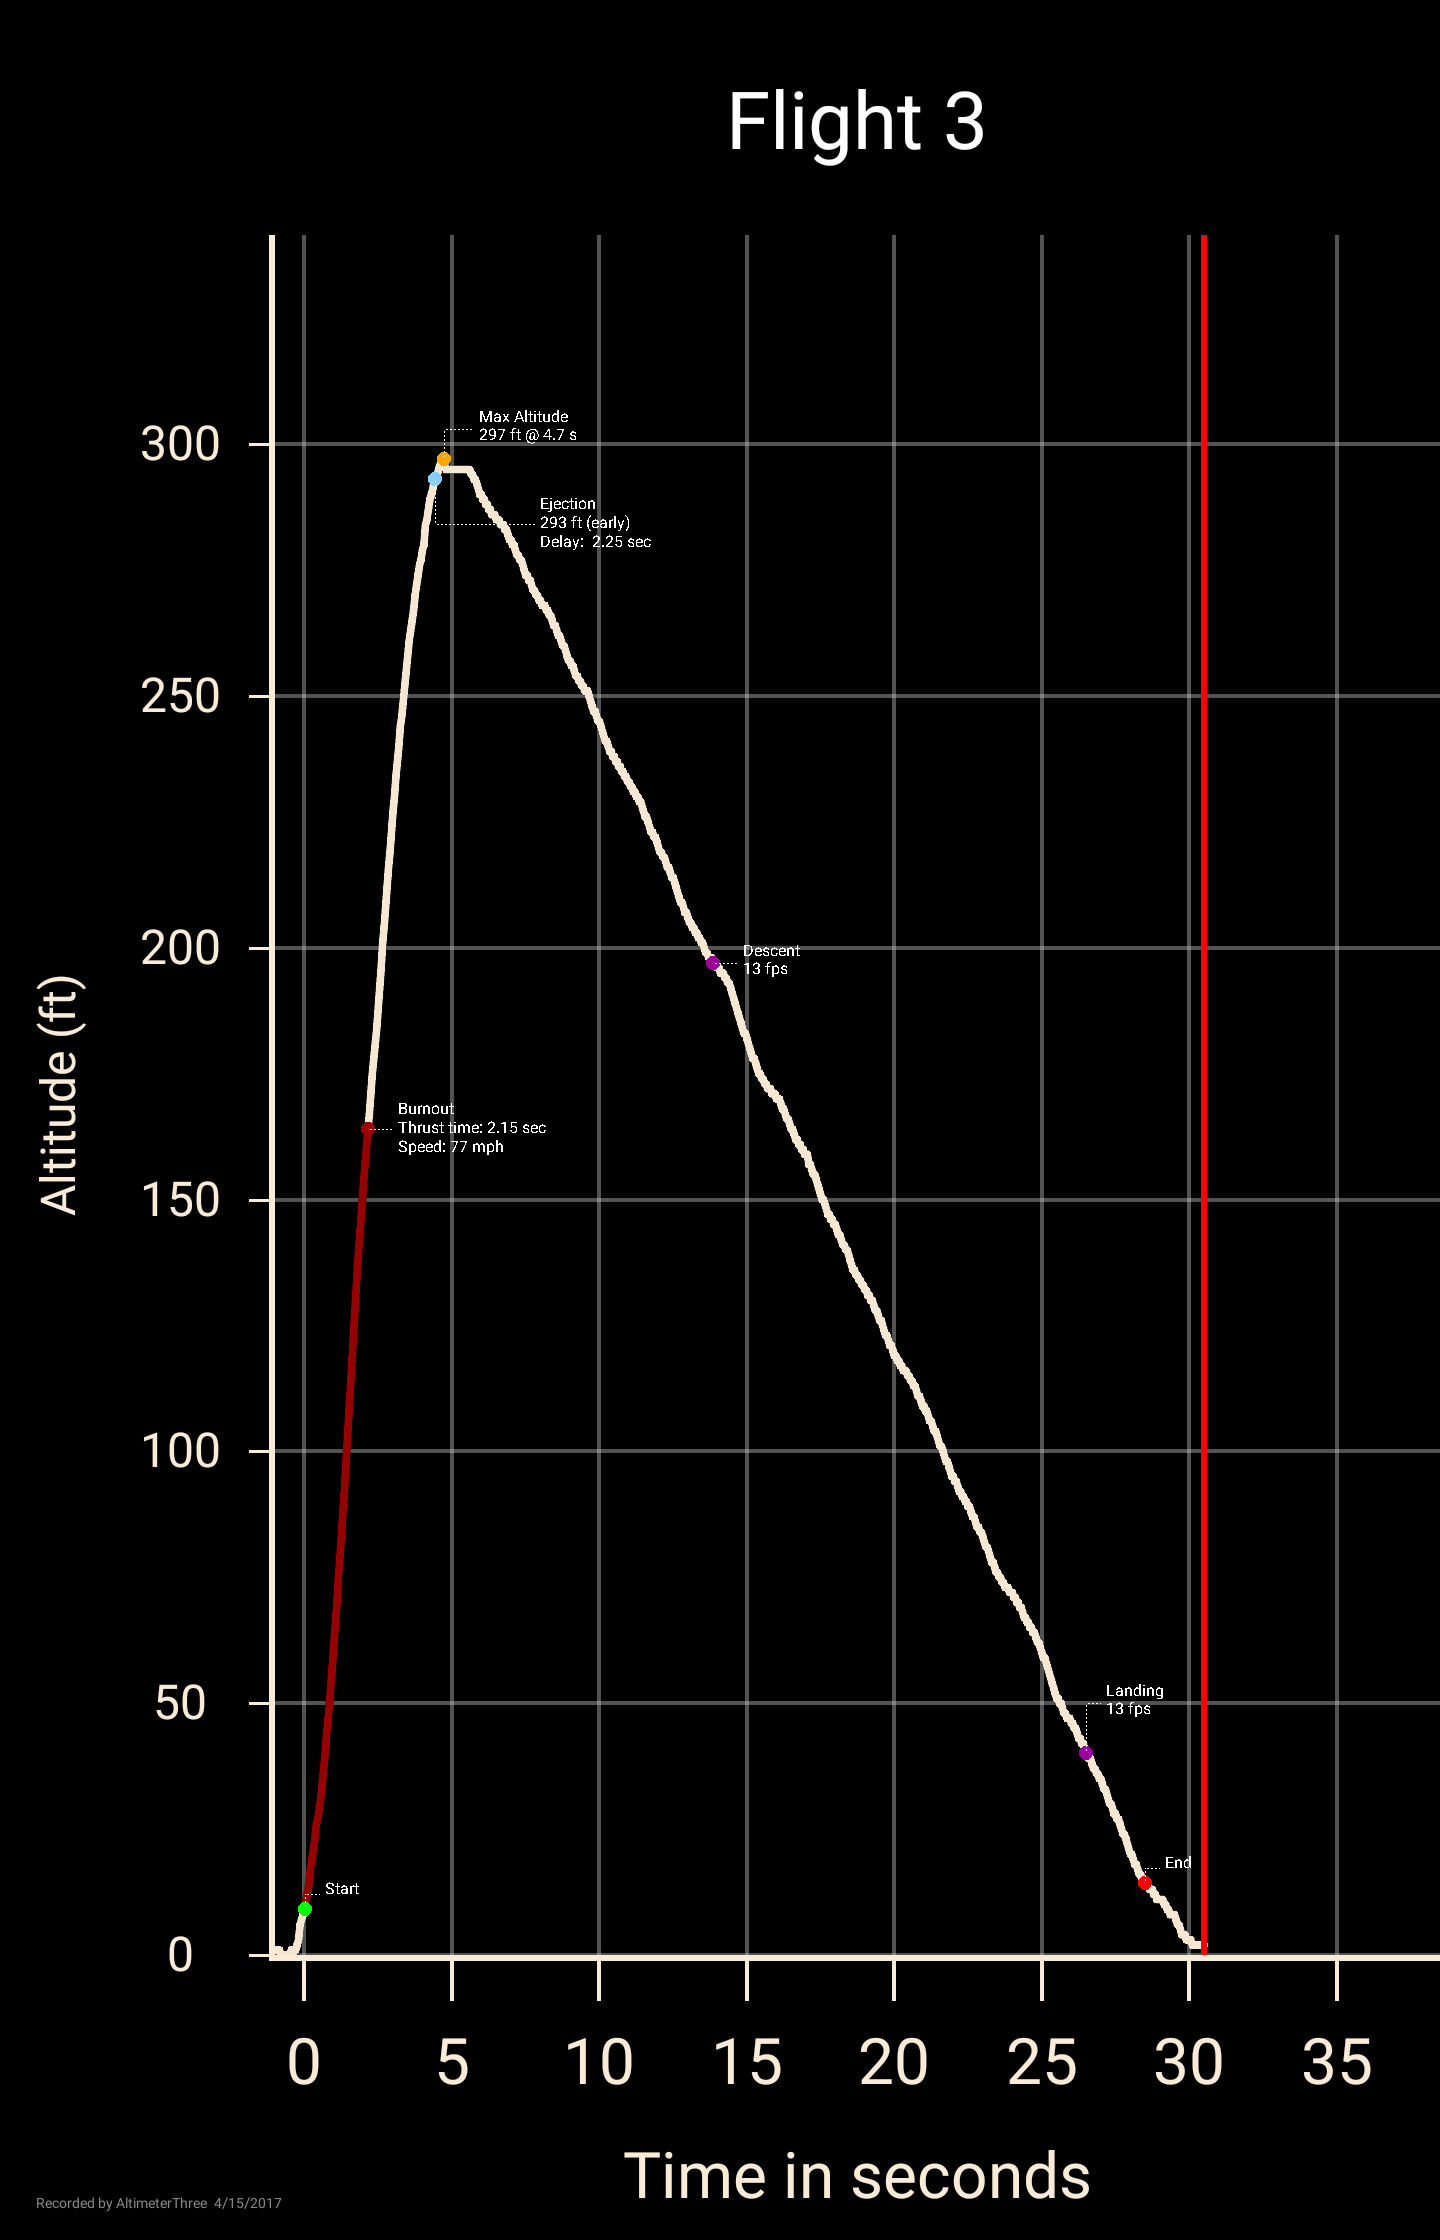 Flight 3
Max Altitude
297 ft @ 4.7 s
300
Ejection
293 ft (early)
Delay:  2.25 sec
250
200
Descent
13 fps
Altitude (ft)
Burnout
Thrust time: 2.15 sec
Speed: 77 mph
150
100
50
Landing
13 fps
End
Start
0
0 5 10 15 20 25 30 35
Time in seconds
Recorded by AltimeterThree  4/15/2017